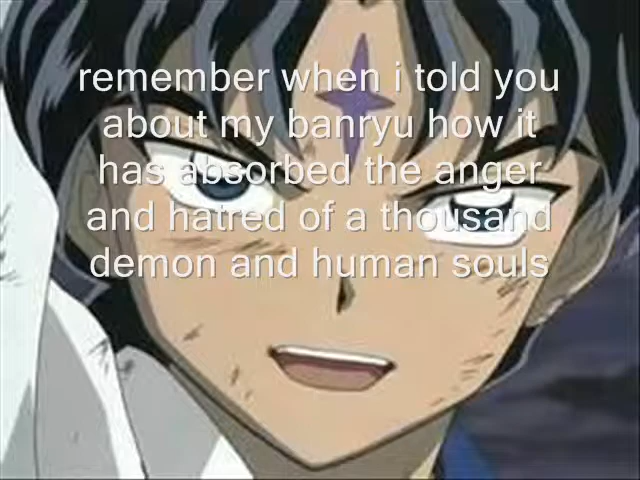 remember when i told you
about my banryu how it
has absorbed the anger
and hatred of a thousand
demon and human souls